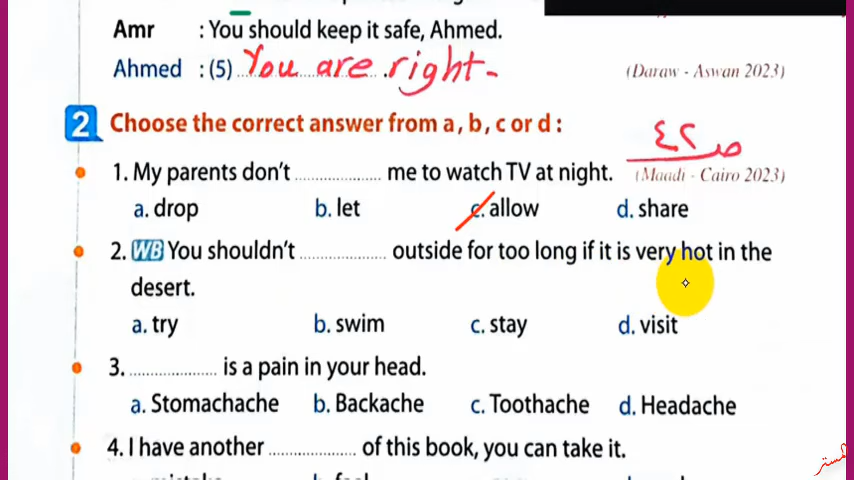 Amr : You should keep it safe, Ahmed.
Ahmed : (5) You are right.
(Daraw - Aswan 2023)
2 Choose the correct answer from a, b, c or d :
ص ٤٢
1. My parents don't .................. me to watch TV at night. (Maadi - Cairo 2023)
a. drop b. let c. allow d. share
2. WB You shouldn't .................. outside for too long if it is very hot in the
desert.
a. try b. swim c. stay d. visit
3. .................. is a pain in your head.
a. Stomachache b. Backache c. Toothache d. Headache
4. I have another .................. of this book, you can take it.